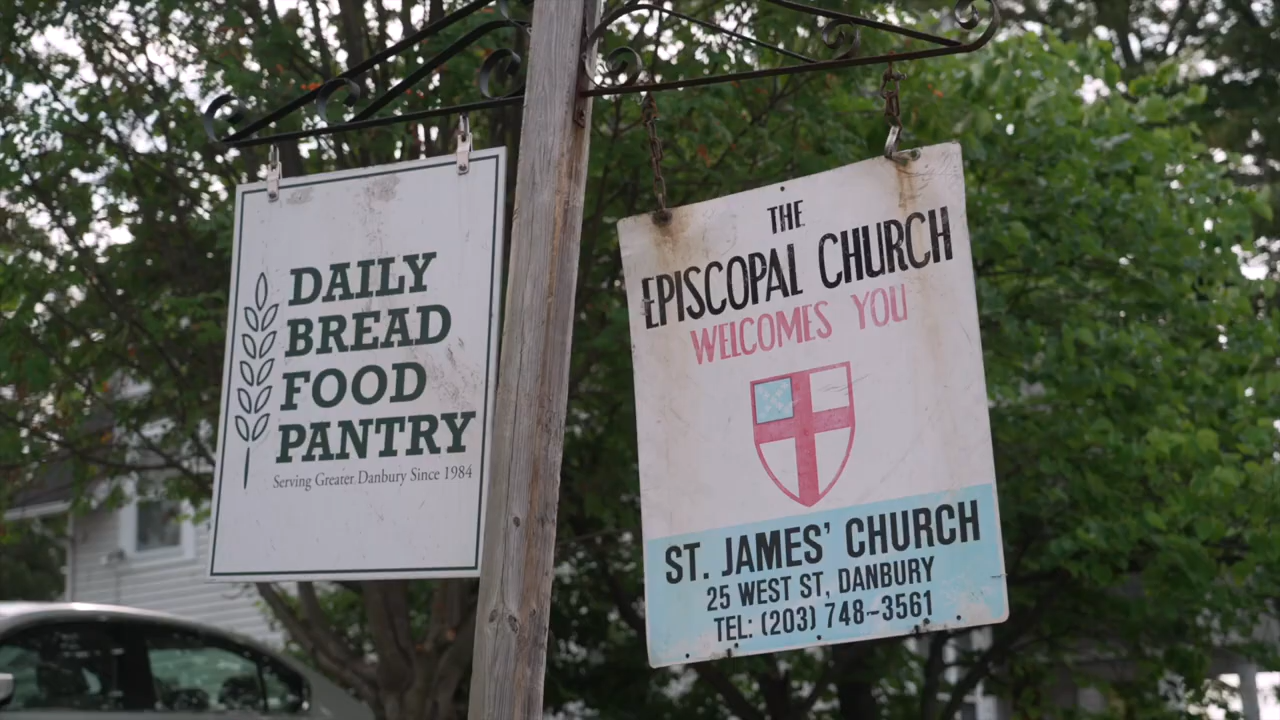 DAILY
BREAD
FOOD
PANTRY
Serving Greater Danbury Since 1984
THE
EPISCOPAL CHURCH
WELCOMES YOU
ST. JAMES' CHURCH
25 WEST ST, DANBURY
TEL: (203) 748-3561